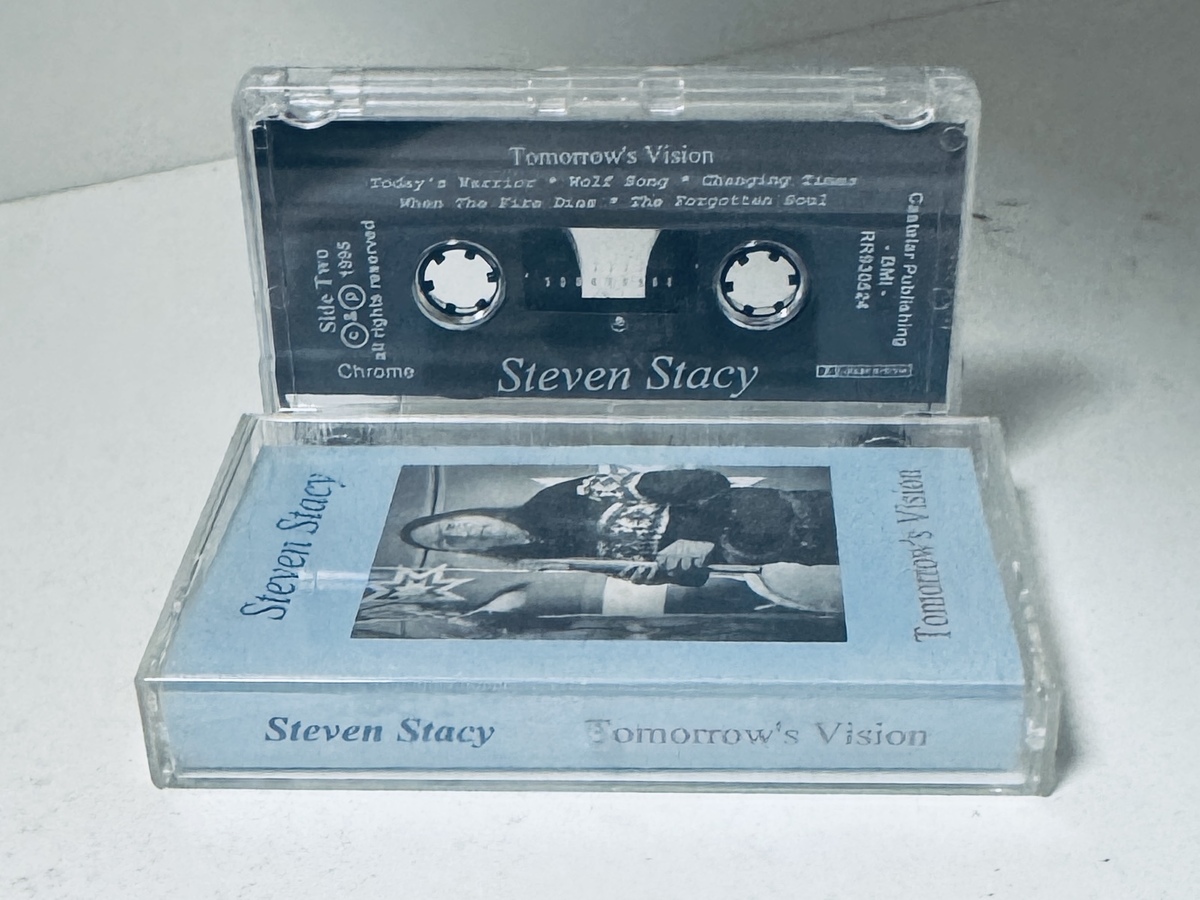 Tomorrow's Vision
Today's Warrior * Wolf Song * Changing Times
When The Fire Dies * The Forgotten Soul
Side Two
© & ℗ 1995
all rights reserved
Chrome
Publishing
- BMI -
RR930424
Steven Stacy
Steven Stacy
Tomorrow's Vision
Steven Stacy
Tomorrow's Vision